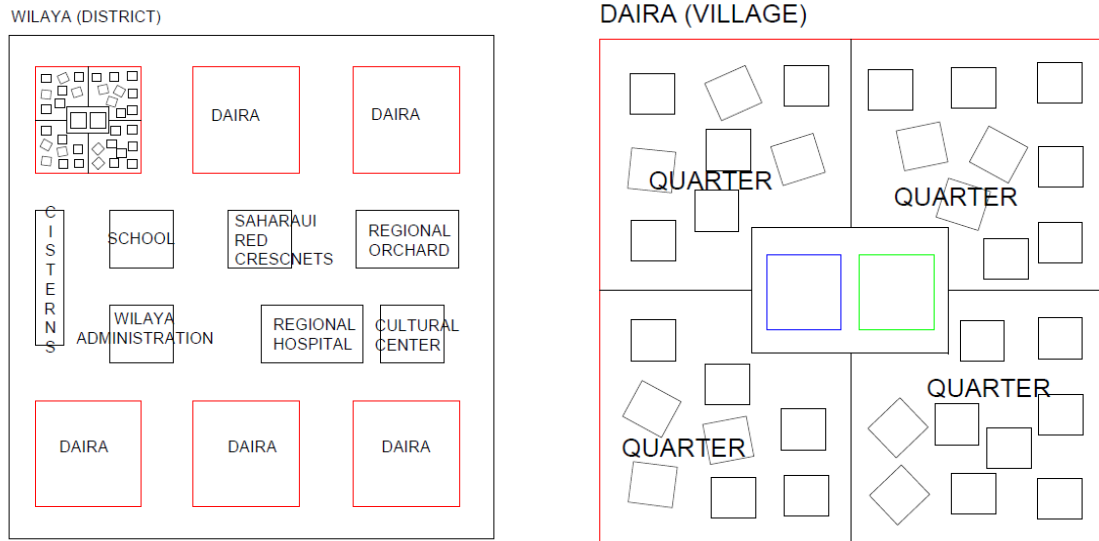 WILAYA (DISTRICT)
DAIRA
DAIRA
CISTERNS
SCHOOL
SAHARAUI
RED
CRESCNETS
REGIONAL
ORCHARD
WILAYA
ADMINISTRATION
REGIONAL
HOSPITAL
CULTURAL
CENTER
DAIRA
DAIRA
DAIRA
DAIRA (VILLAGE)
QUARTER
QUARTER
QUARTER
QUARTER